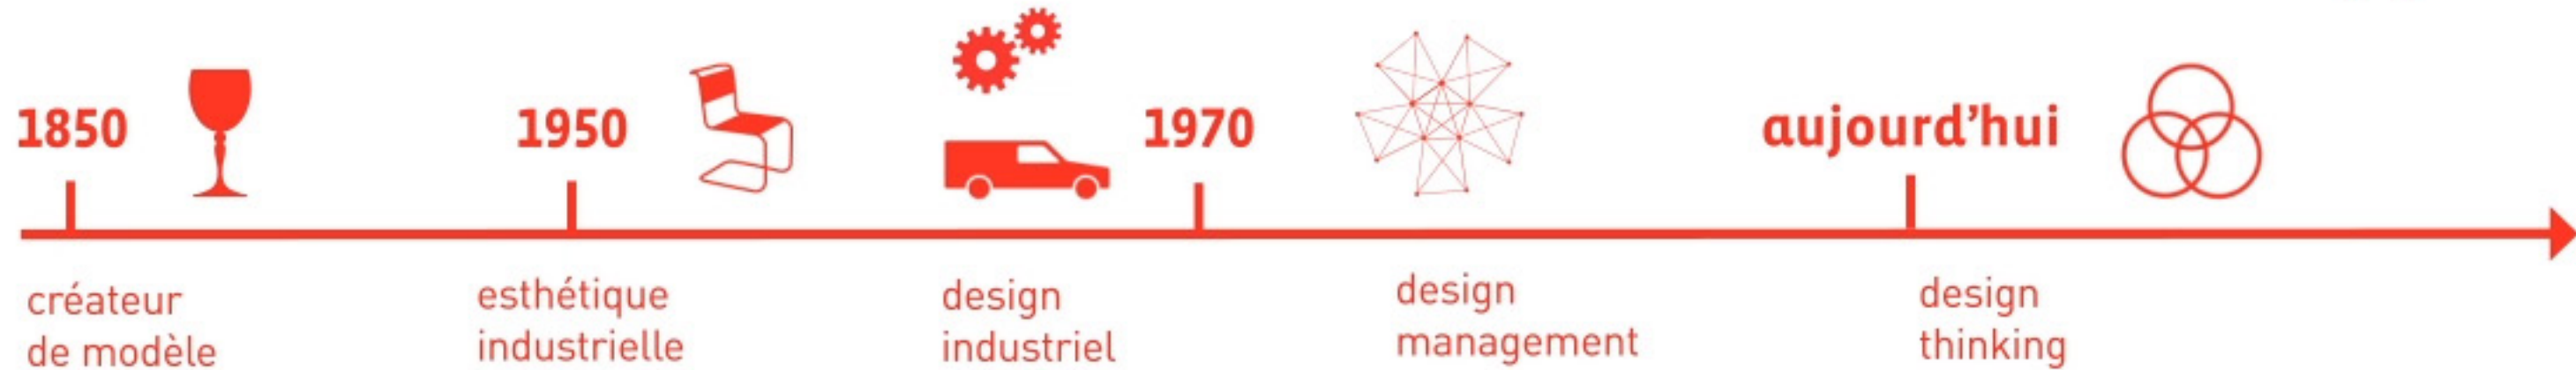 1850
1950
1970
aujourd'hui
créateur
de modèle
esthétique
industrielle
design
industriel
design
management
design
thinking